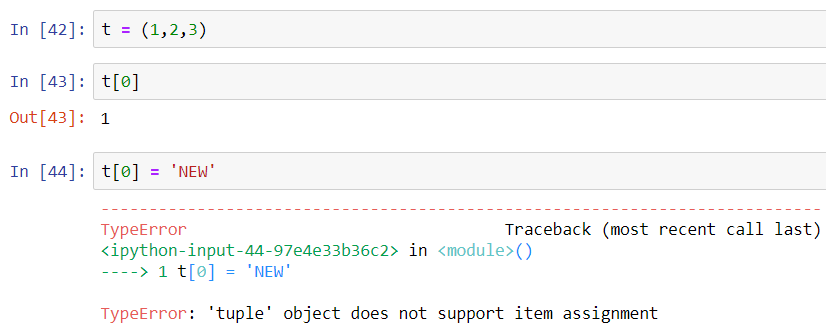 In [42]: t = (1,2,3)
In [43]: t[0]
Out[43]: 1
In [44]: t[0] = 'NEW'
---------------------------------------------------------------------------
TypeError Traceback (most recent call last)
<ipython-input-44-97e4e33b36c2> in <module>()
----> 1 t[0] = 'NEW'
TypeError: 'tuple' object does not support item assignment